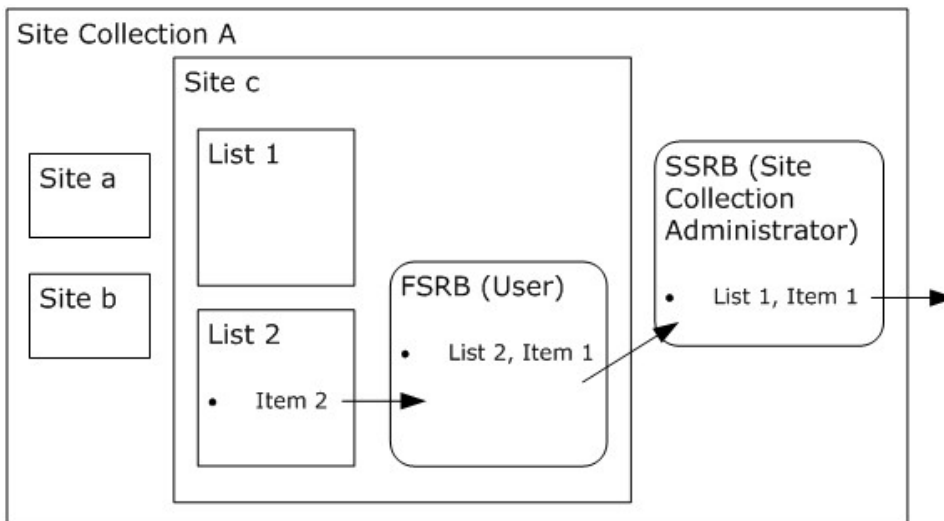 Site Collection A
Site c
Site a
Site b
List 1
List 2
• Item 2
FSRB (User)
• List 2, Item 1
SSRB (Site
Collection
Administrator)
• List 1, Item 1